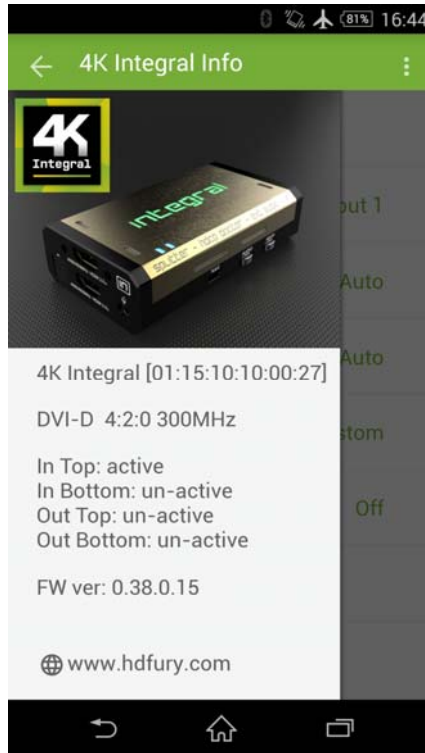 81% 16:44
4K Integral Info
4K
Integral
integral
put 1
Auto
Auto
stom
Off
4K Integral [01:15:10:10:00:27]
DVI-D 4:2:0 300MHz
In Top: active
In Bottom: un-active
Out Top: un-active
Out Bottom: un-active
FW ver: 0.38.0.15
www.hdfury.com